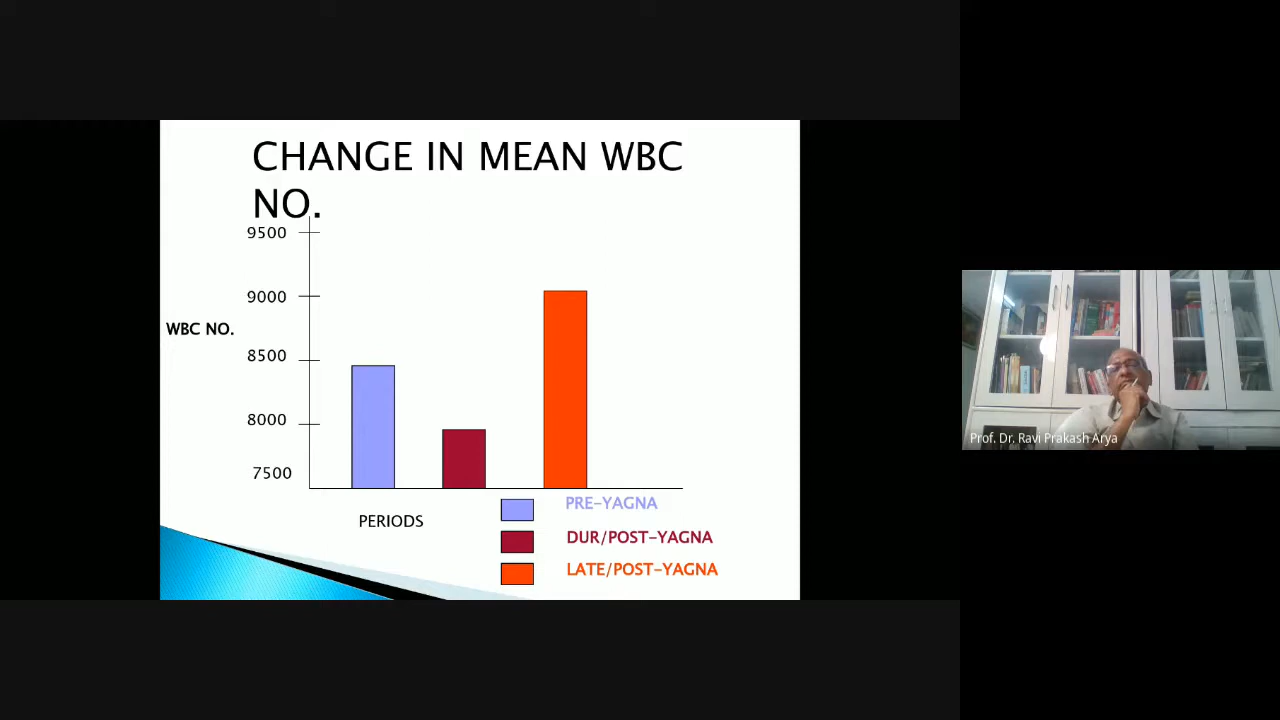 CHANGE IN MEAN WBC
NO.
9500
9000
WBC NO.
8500
8000
7500
PERIODS
PRE-YAGNA
DUR/POST-YAGNA
LATE/POST-YAGNA
Prof. Dr. Ravi Prakash Arya